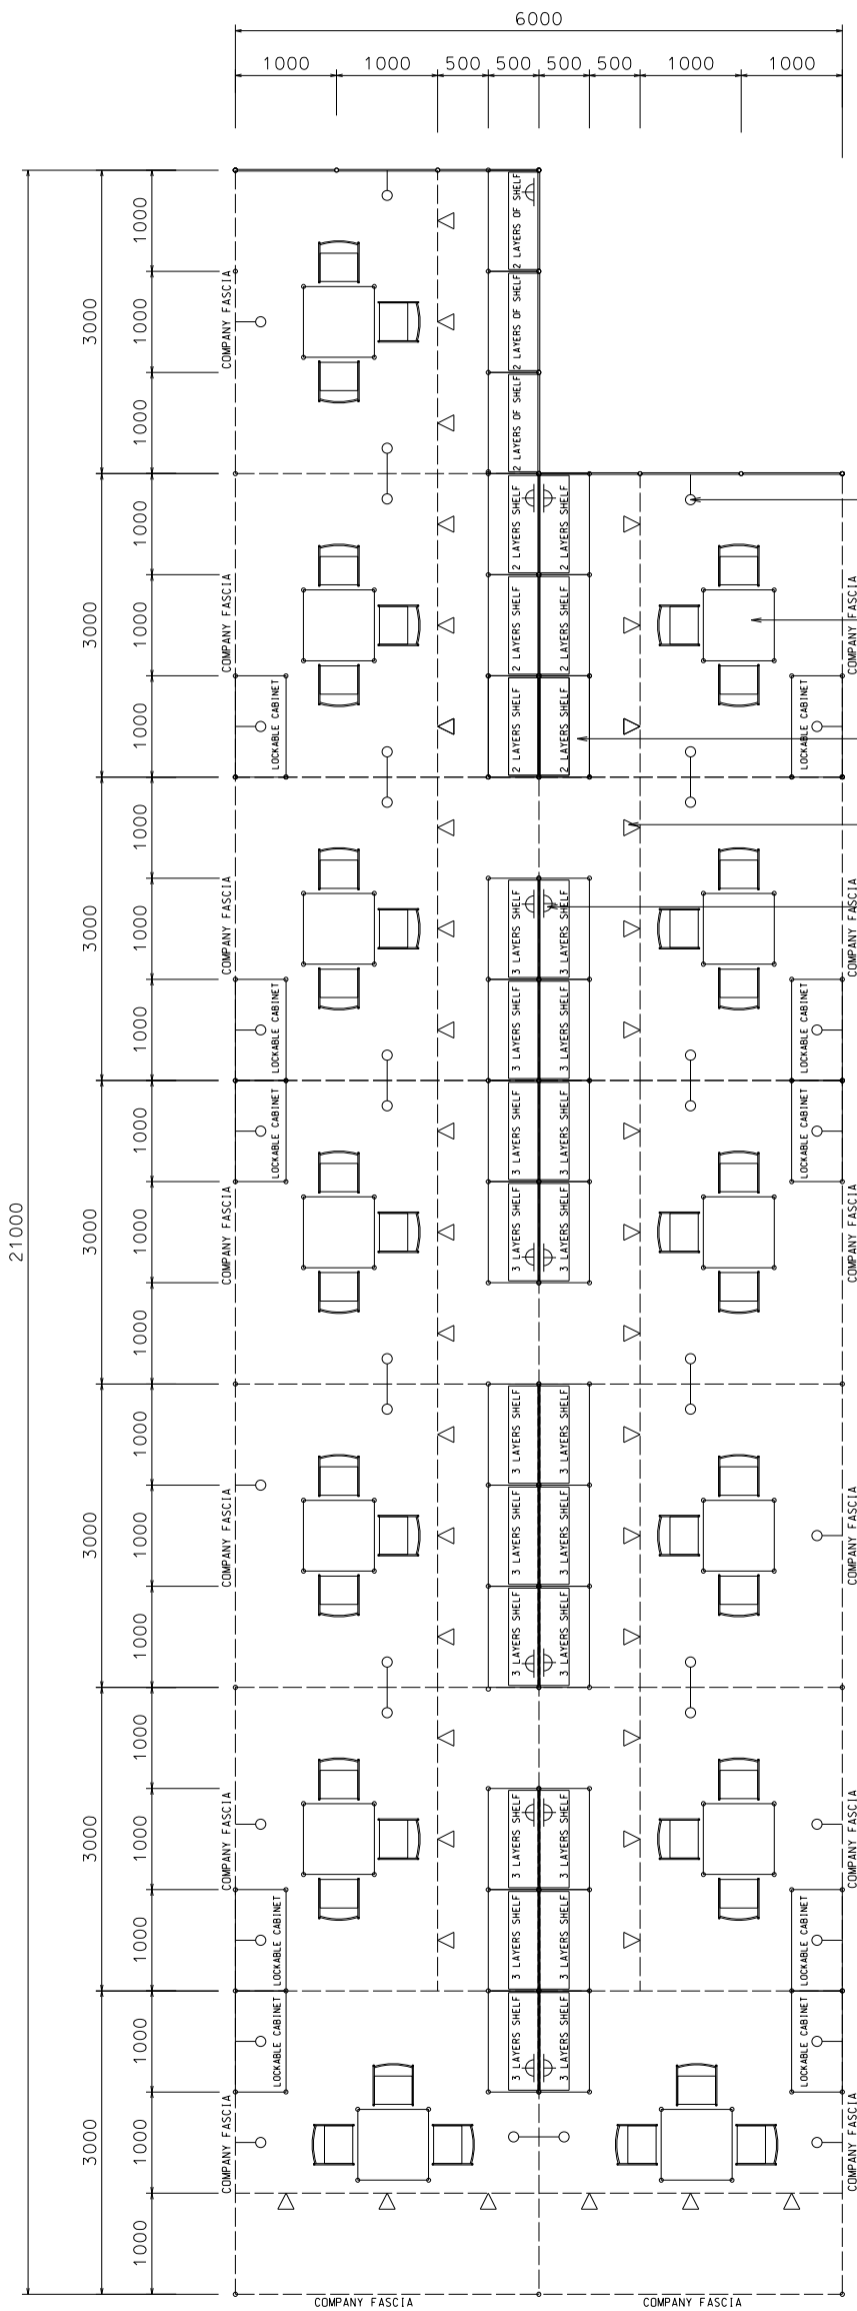 6000
1000 1000 500 500 500 500 1000 1000
21000
3000
1000
1000
1000
COMPANY FASCIA
2 LAYERS OF SHELF
2 LAYERS OF SHELF
2 LAYERS OF SHELF
3000
1000
1000
1000
COMPANY FASCIA
LOCKABLE CABINET
2 LAYERS SHELF
2 LAYERS SHELF
2 LAYERS SHELF
2 LAYERS SHELF
2 LAYERS SHELF
2 LAYERS SHELF
LOCKABLE CABINET
COMPANY FASCIA
3000
1000
1000
1000
COMPANY FASCIA
LOCKABLE CABINET
3 LAYERS SHELF
3 LAYERS SHELF
3 LAYERS SHELF
3 LAYERS SHELF
LOCKABLE CABINET
COMPANY FASCIA
3000
1000
1000
1000
LOCKABLE CABINET
COMPANY FASCIA
3 LAYERS SHELF
3 LAYERS SHELF
3 LAYERS SHELF
3 LAYERS SHELF
LOCKABLE CABINET
COMPANY FASCIA
3000
1000
1000
1000
COMPANY FASCIA
3 LAYERS SHELF
3 LAYERS SHELF
3 LAYERS SHELF
3 LAYERS SHELF
3 LAYERS SHELF
3 LAYERS SHELF
COMPANY FASCIA
3000
1000
1000
1000
COMPANY FASCIA
LOCKABLE CABINET
3 LAYERS SHELF
3 LAYERS SHELF
3 LAYERS SHELF
3 LAYERS SHELF
LOCKABLE CABINET
COMPANY FASCIA
3000
1000
1000
1000
LOCKABLE CABINET
COMPANY FASCIA
3 LAYERS SHELF
3 LAYERS SHELF
LOCKABLE CABINET
COMPANY FASCIA
COMPANY FASCIA
COMPANY FASCIA